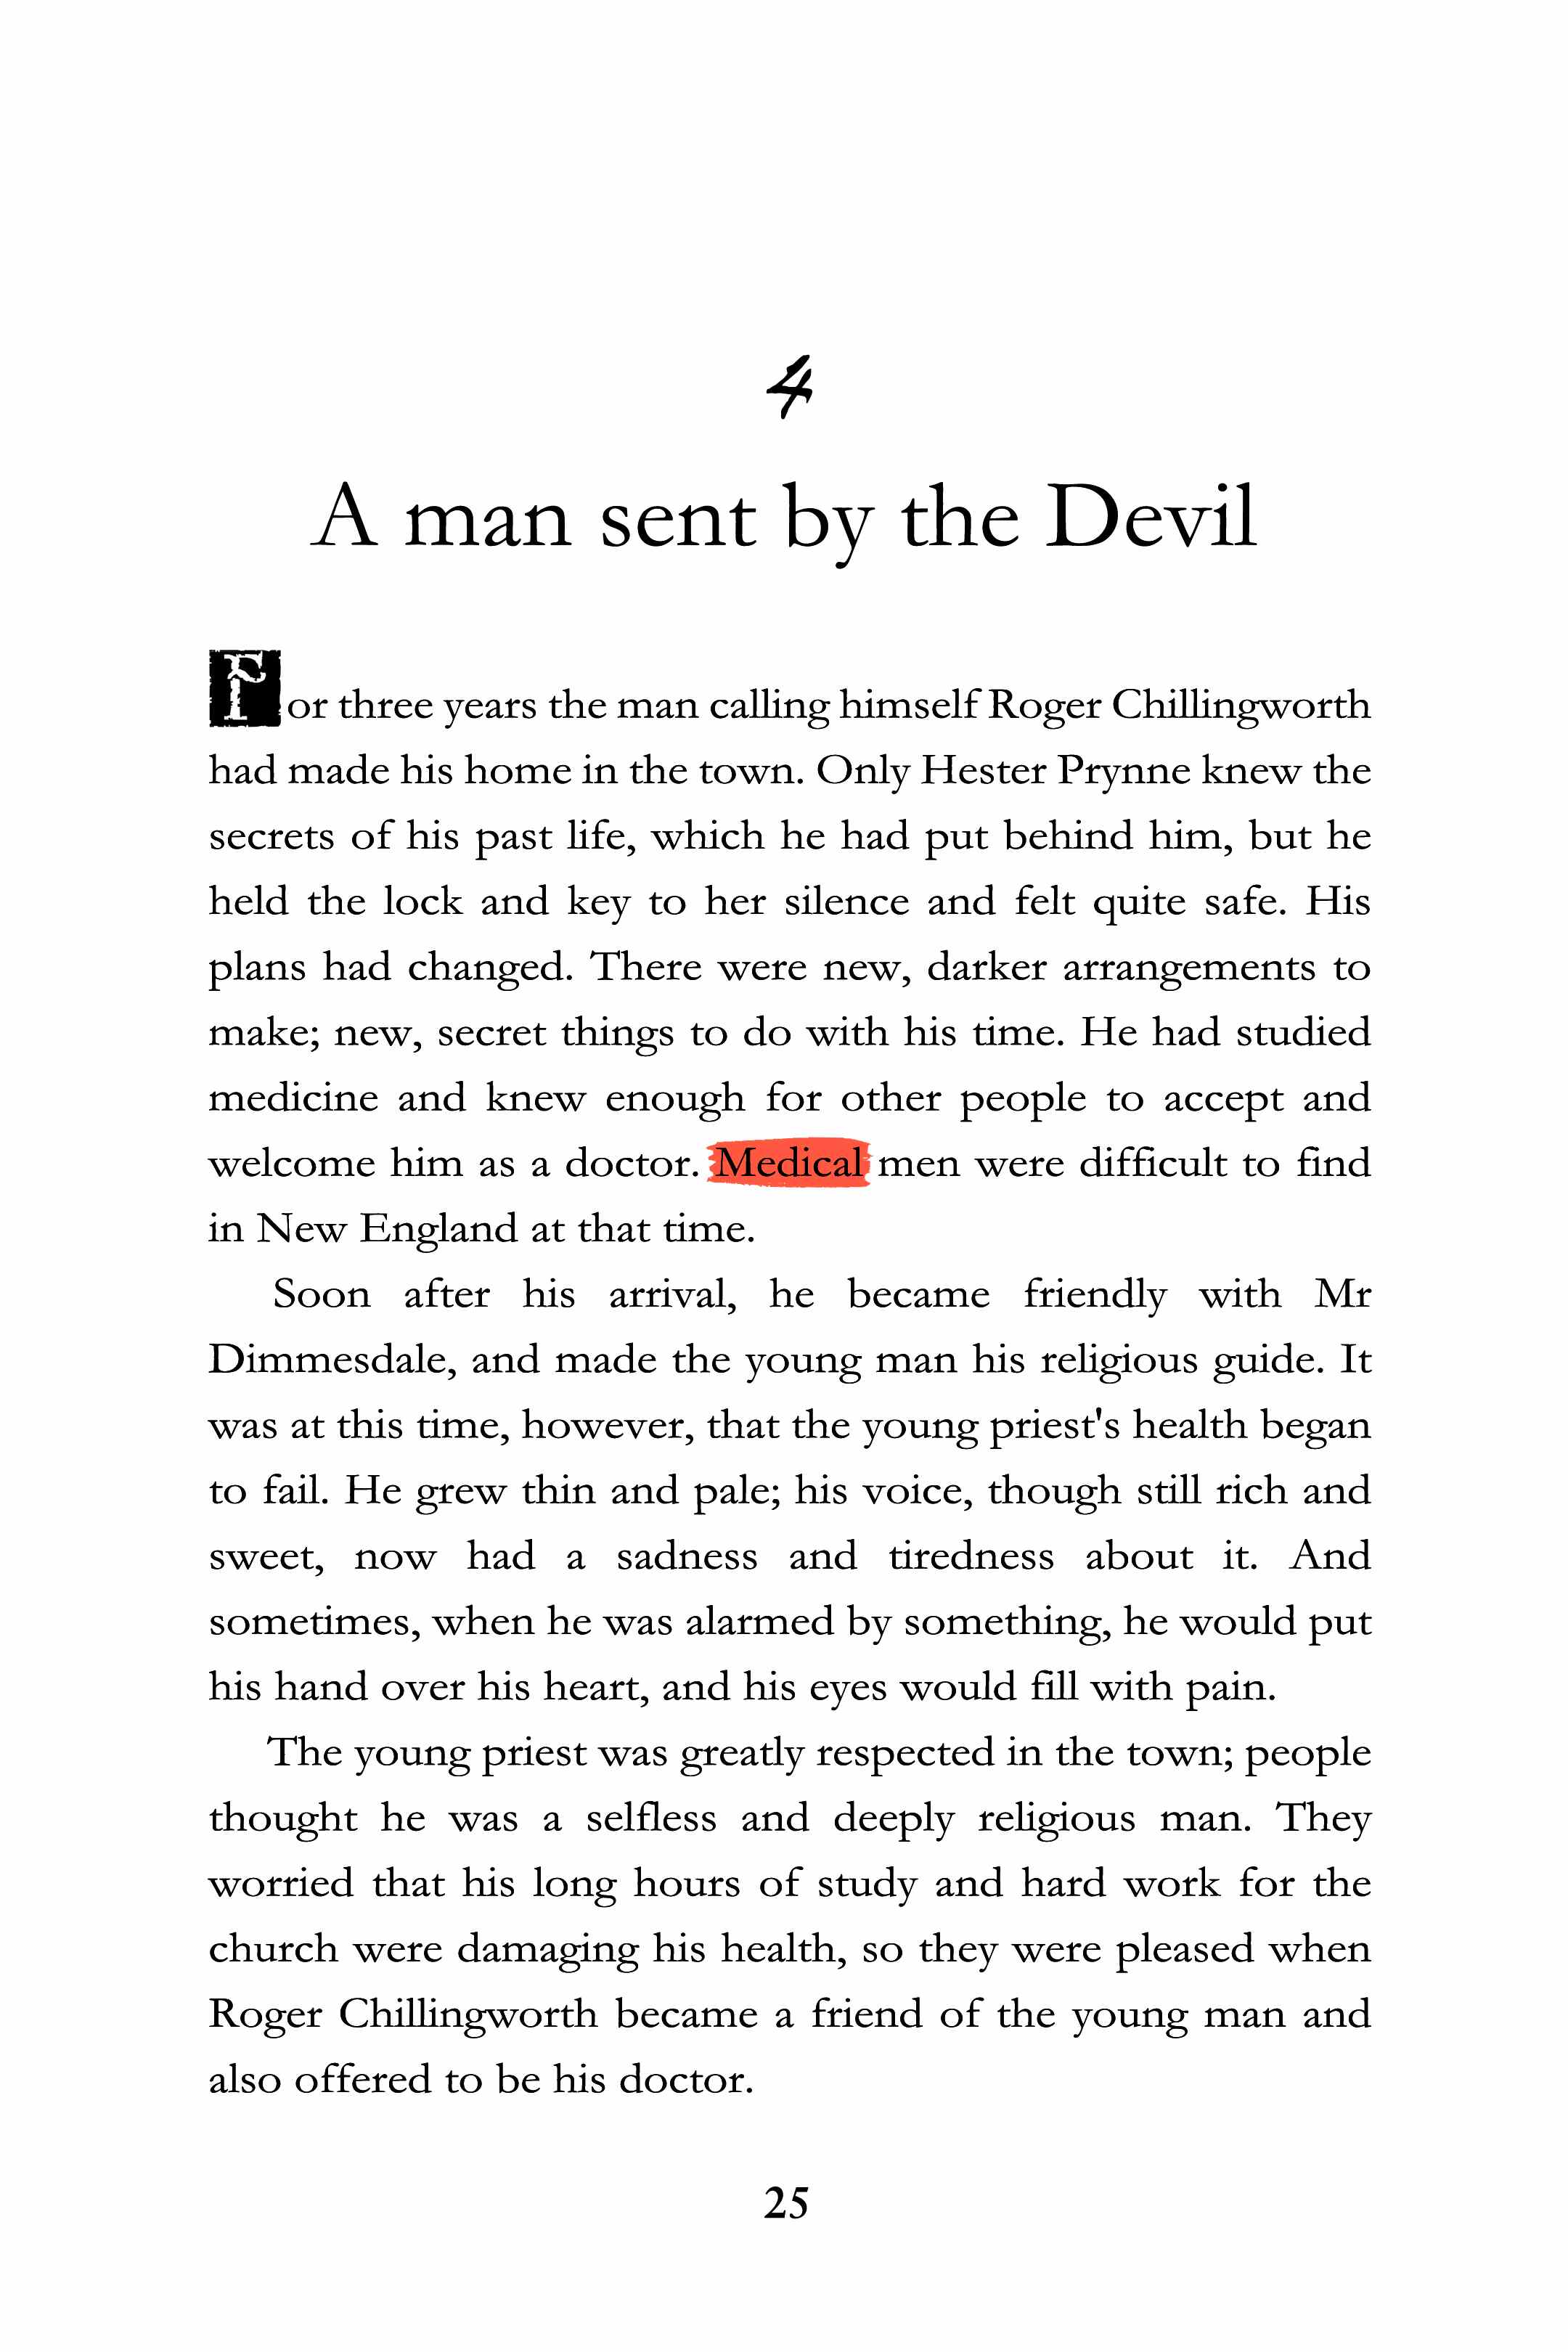 4
A man sent by the Devil
For three years the man calling himself Roger Chillingworth
had made his home in the town. Only Hester Prynne knew the
secrets of his past life, which he had put behind him, but he
held the lock and key to her silence and felt quite safe. His
plans had changed. There were new, darker arrangements to
make; new, secret things to do with his time. He had studied
medicine and knew enough for other people to accept and
welcome him as a doctor. Medical men were difficult to find
in New England at that time.
Soon after his arrival, he became friendly with Mr
Dimmesdale, and made the young man his religious guide. It
was at this time, however, that the young priest's health began
to fail. He grew thin and pale; his voice, though still rich and
sweet, now had a sadness and tiredness about it. And
sometimes, when he was alarmed by something, he would put
his hand over his heart, and his eyes would fill with pain.
The young priest was greatly respected in the town; people
thought he was a selfless and deeply religious man. They
worried that his long hours of study and hard work for the
church were damaging his health, so they were pleased when
Roger Chillingworth became a friend of the young man and
also offered to be his doctor.
25